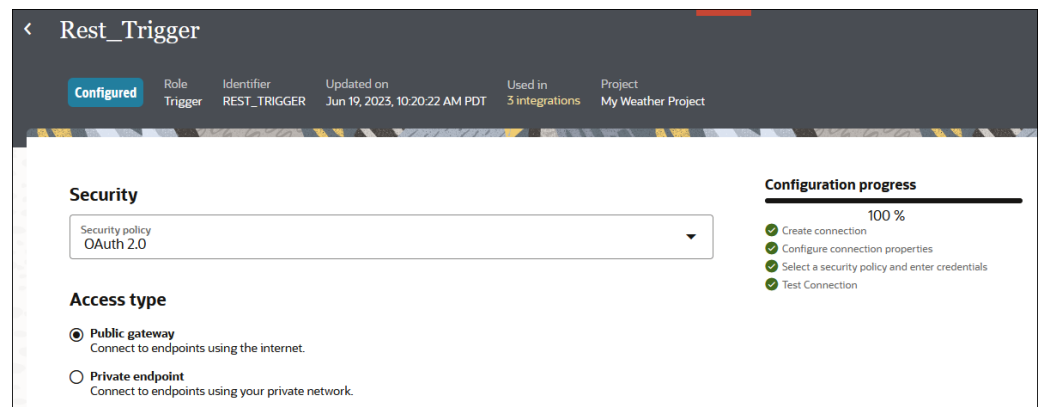 Rest_Trigger
Configured
Role
Trigger
Identifier
REST_TRIGGER
Updated on
Jun 19, 2023, 10:20:22 AM PDT
Used in
3 integrations
Project
My Weather Project
Security
Security policy
OAuth 2.0
Access type
Public gateway
Connect to endpoints using the internet.
Private endpoint
Connect to endpoints using your private network.
Configuration progress
100 %
Create connection
Configure connection properties
Select a security policy and enter credentials
Test Connection